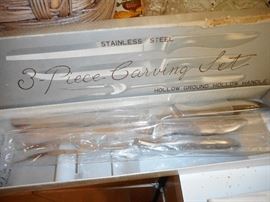 STAINLESS STEEL
3-Piece-Carving Set
HOLLOW GROUND HOLLOW HANDLE